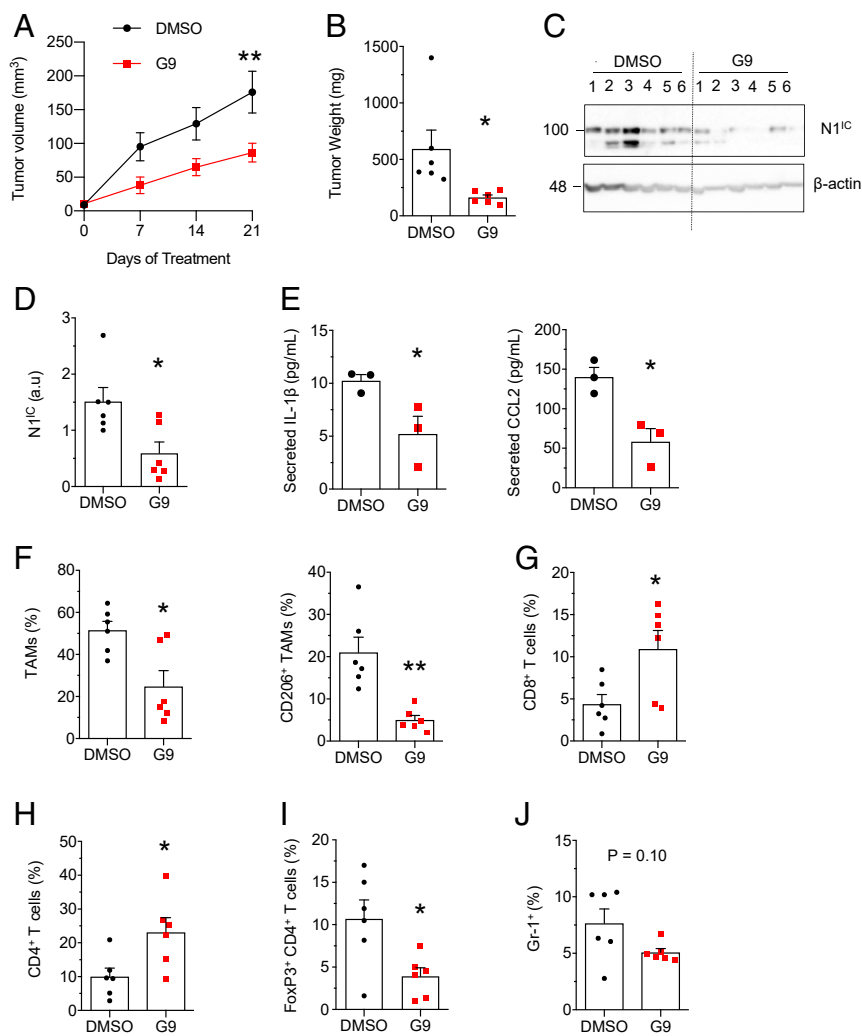 A
DMSO
G9
**
Tumor volume (mm³)
250
200
150
100
50
0
0 7 14 21
Days of Treatment
B
Tumor Weight (mg)
1500
1000
500
0
*
DMSO G9
C
DMSO G9
1 2 3 4 5 6 1 2 3 4 5 6
100
N1ᴵᶜ
48
β-actin
D
N1ᴵᶜ (a.u)
3
2
1
0
*
DMSO G9
E
Secreted IL-1β (pg/mL)
15
10
5
0
*
DMSO G9
Secreted CCL2 (pg/mL)
200
150
100
50
0
*
DMSO G9
F
TAMs (%)
80
60
40
20
0
*
DMSO G9
CD206⁺ TAMs (%)
40
30
20
10
0
**
DMSO G9
G
CD8⁺ T cells (%)
20
15
10
5
0
*
DMSO G9
H
CD4⁺ T cells (%)
50
40
30
20
10
0
*
DMSO G9
I
FoxP3⁺ CD4⁺ T cells (%)
20
15
10
5
0
*
DMSO G9
J
Gr-1⁺ (%)
15
10
5
0
P = 0.10
DMSO G9